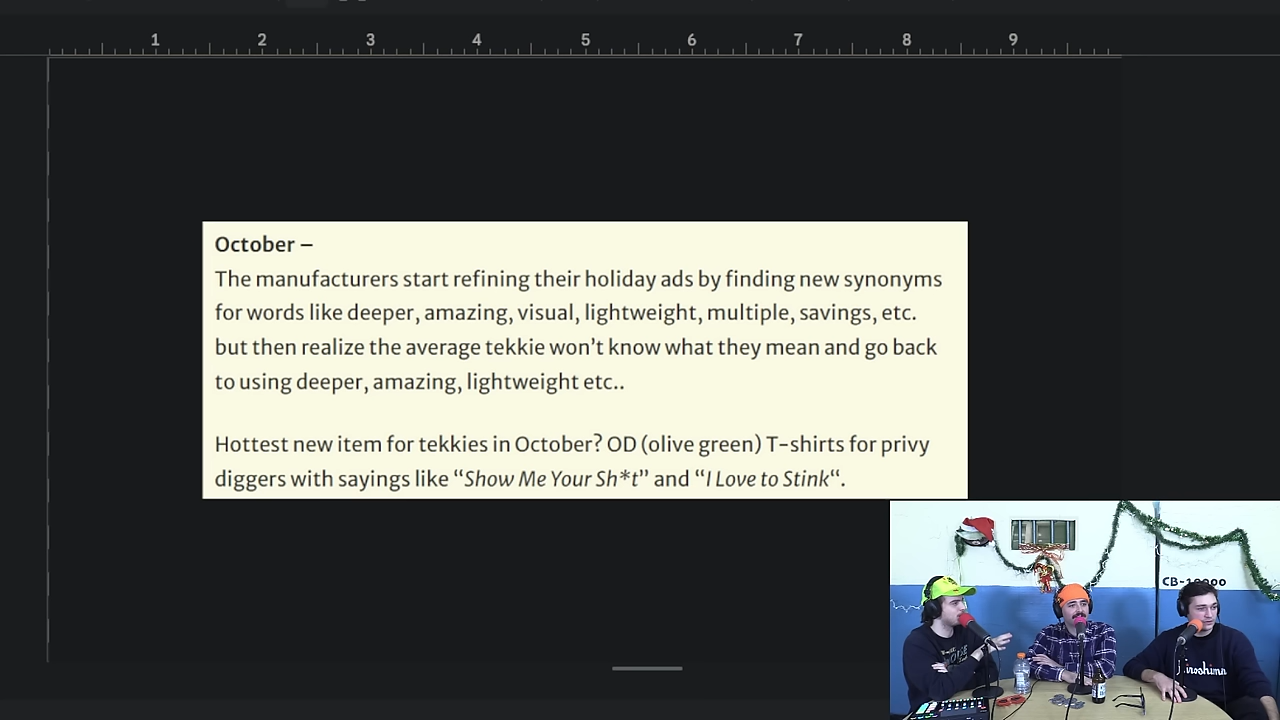 1 2 3 4 5 6 7 8 9
October –
The manufacturers start refining their holiday ads by finding new synonyms
for words like deeper, amazing, visual, lightweight, multiple, savings, etc.
but then realize the average tekkie won’t know what they mean and go back
to using deeper, amazing, lightweight etc..
Hottest new item for tekkies in October? OD (olive green) T-shirts for privy
diggers with sayings like “Show Me Your Sh*t” and “I Love to Stink“.
CB-10000